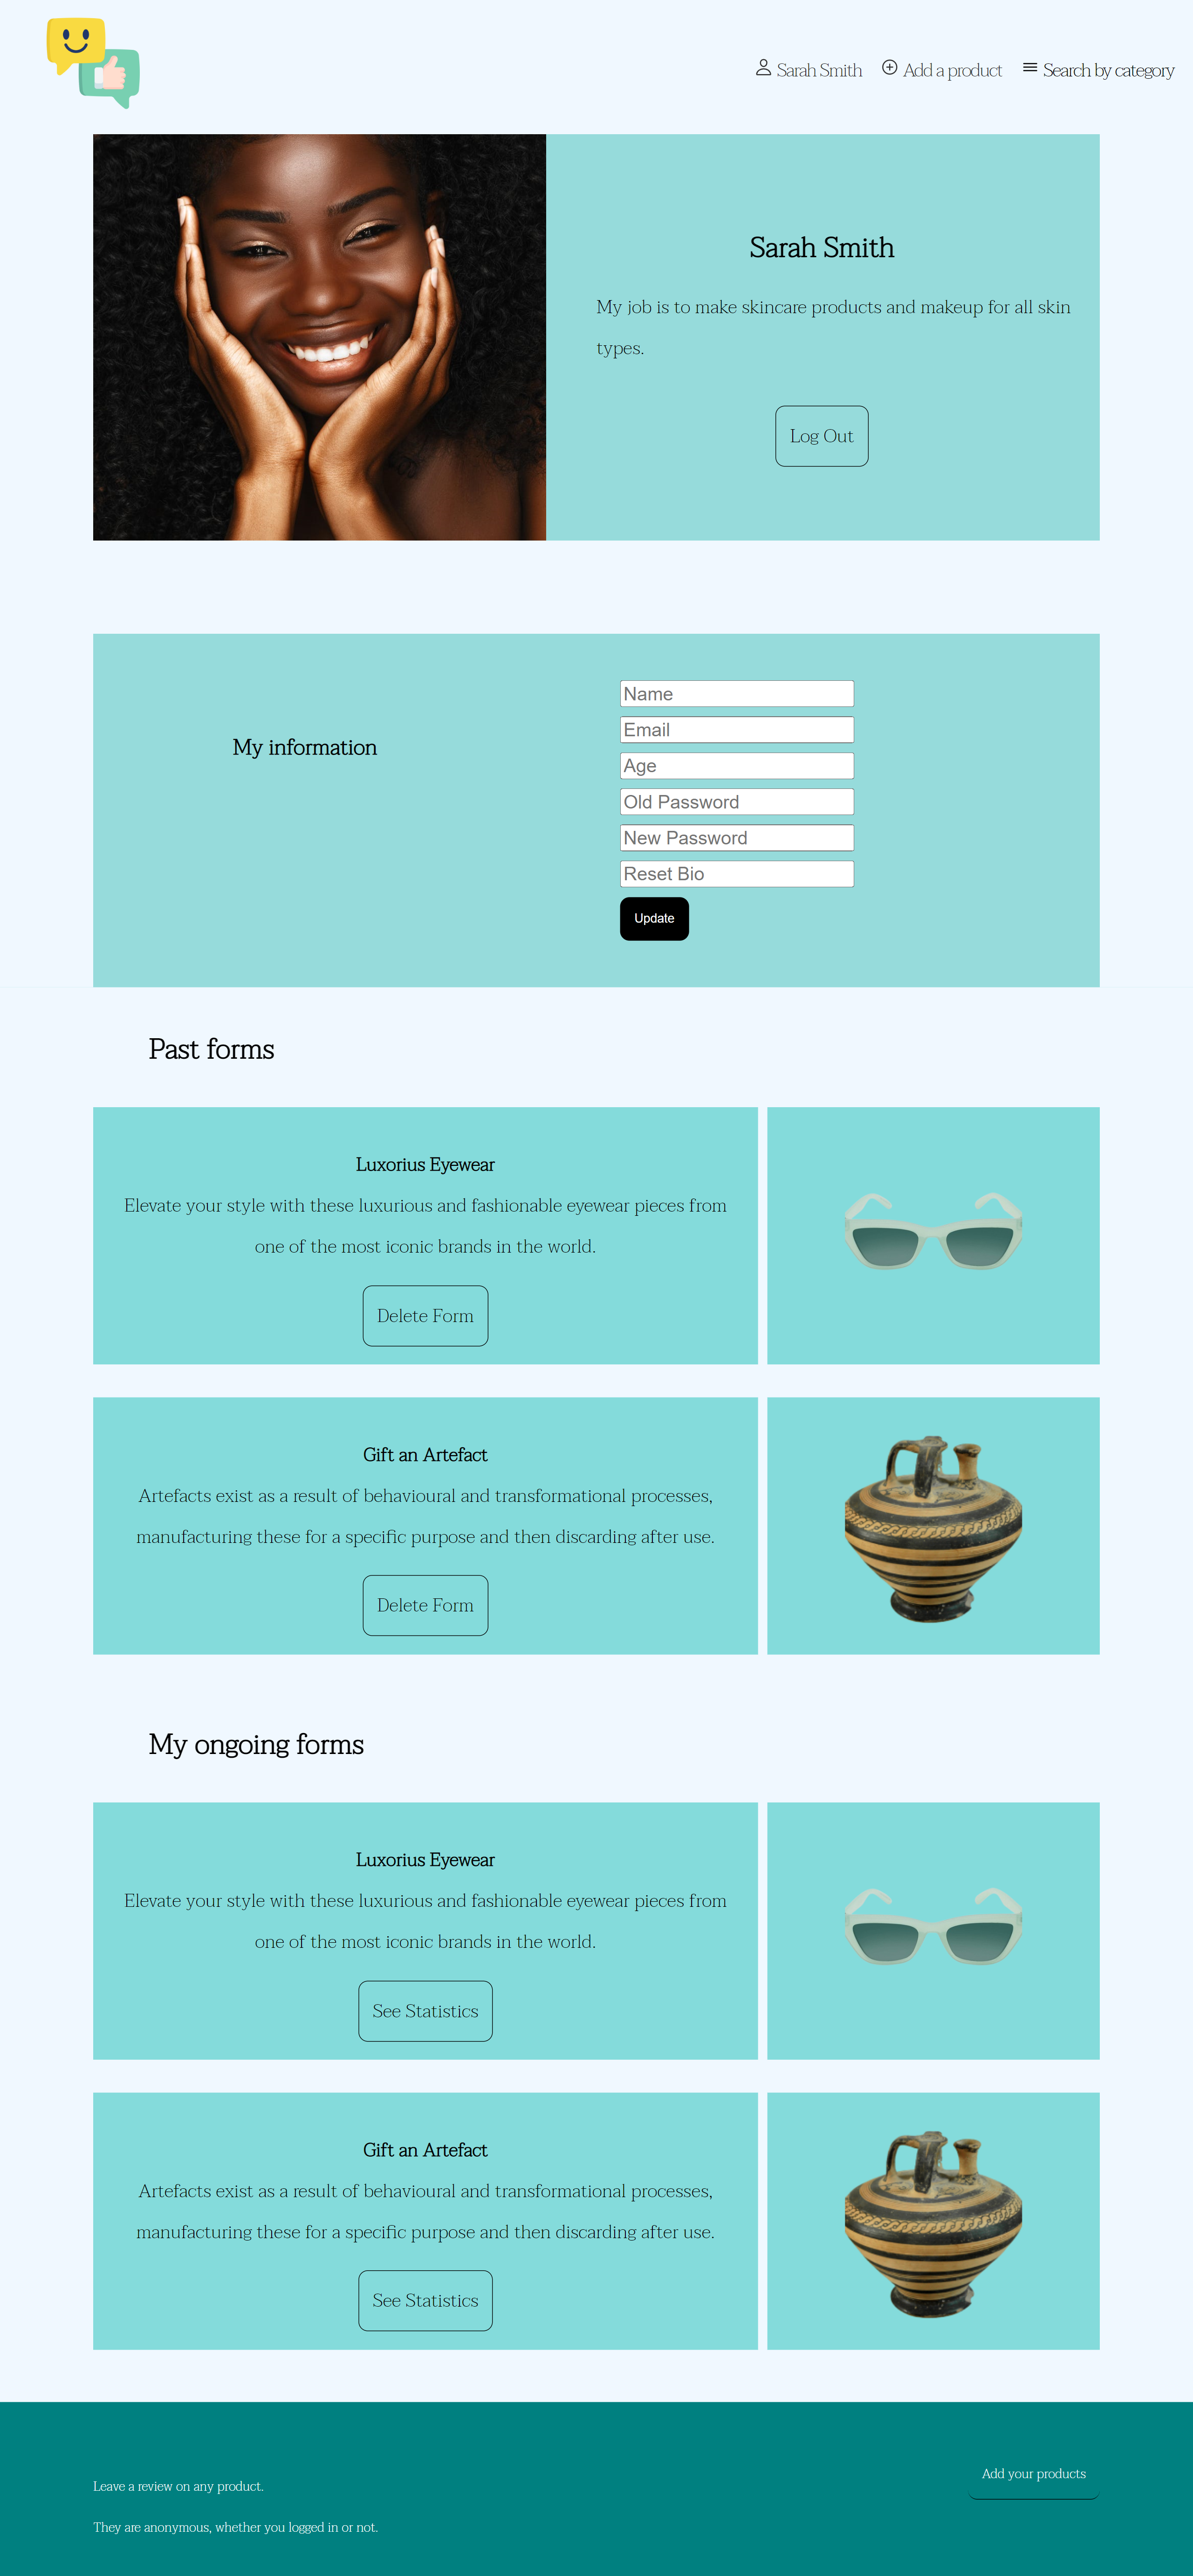 Sarah Smith
Add a product
Search by category
Sarah Smith
My job is to make skincare products and makeup for all skin
types.
Log Out
My information
Name
Email
Age
Old Password
New Password
Reset Bio
Update
Past forms
Luxorius Eyewear
Elevate your style with these luxurious and fashionable eyewear pieces from
one of the most iconic brands in the world.
Delete Form
Gift an Artefact
Artefacts exist as a result of behavioural and transformational processes,
manufacturing these for a specific purpose and then discarding after use.
Delete Form
My ongoing forms
Luxorius Eyewear
Elevate your style with these luxurious and fashionable eyewear pieces from
one of the most iconic brands in the world.
See Statistics
Gift an Artefact
Artefacts exist as a result of behavioural and transformational processes,
manufacturing these for a specific purpose and then discarding after use.
See Statistics
Leave a review on any product.
Add your products
They are anonymous, whether you logged in or not.